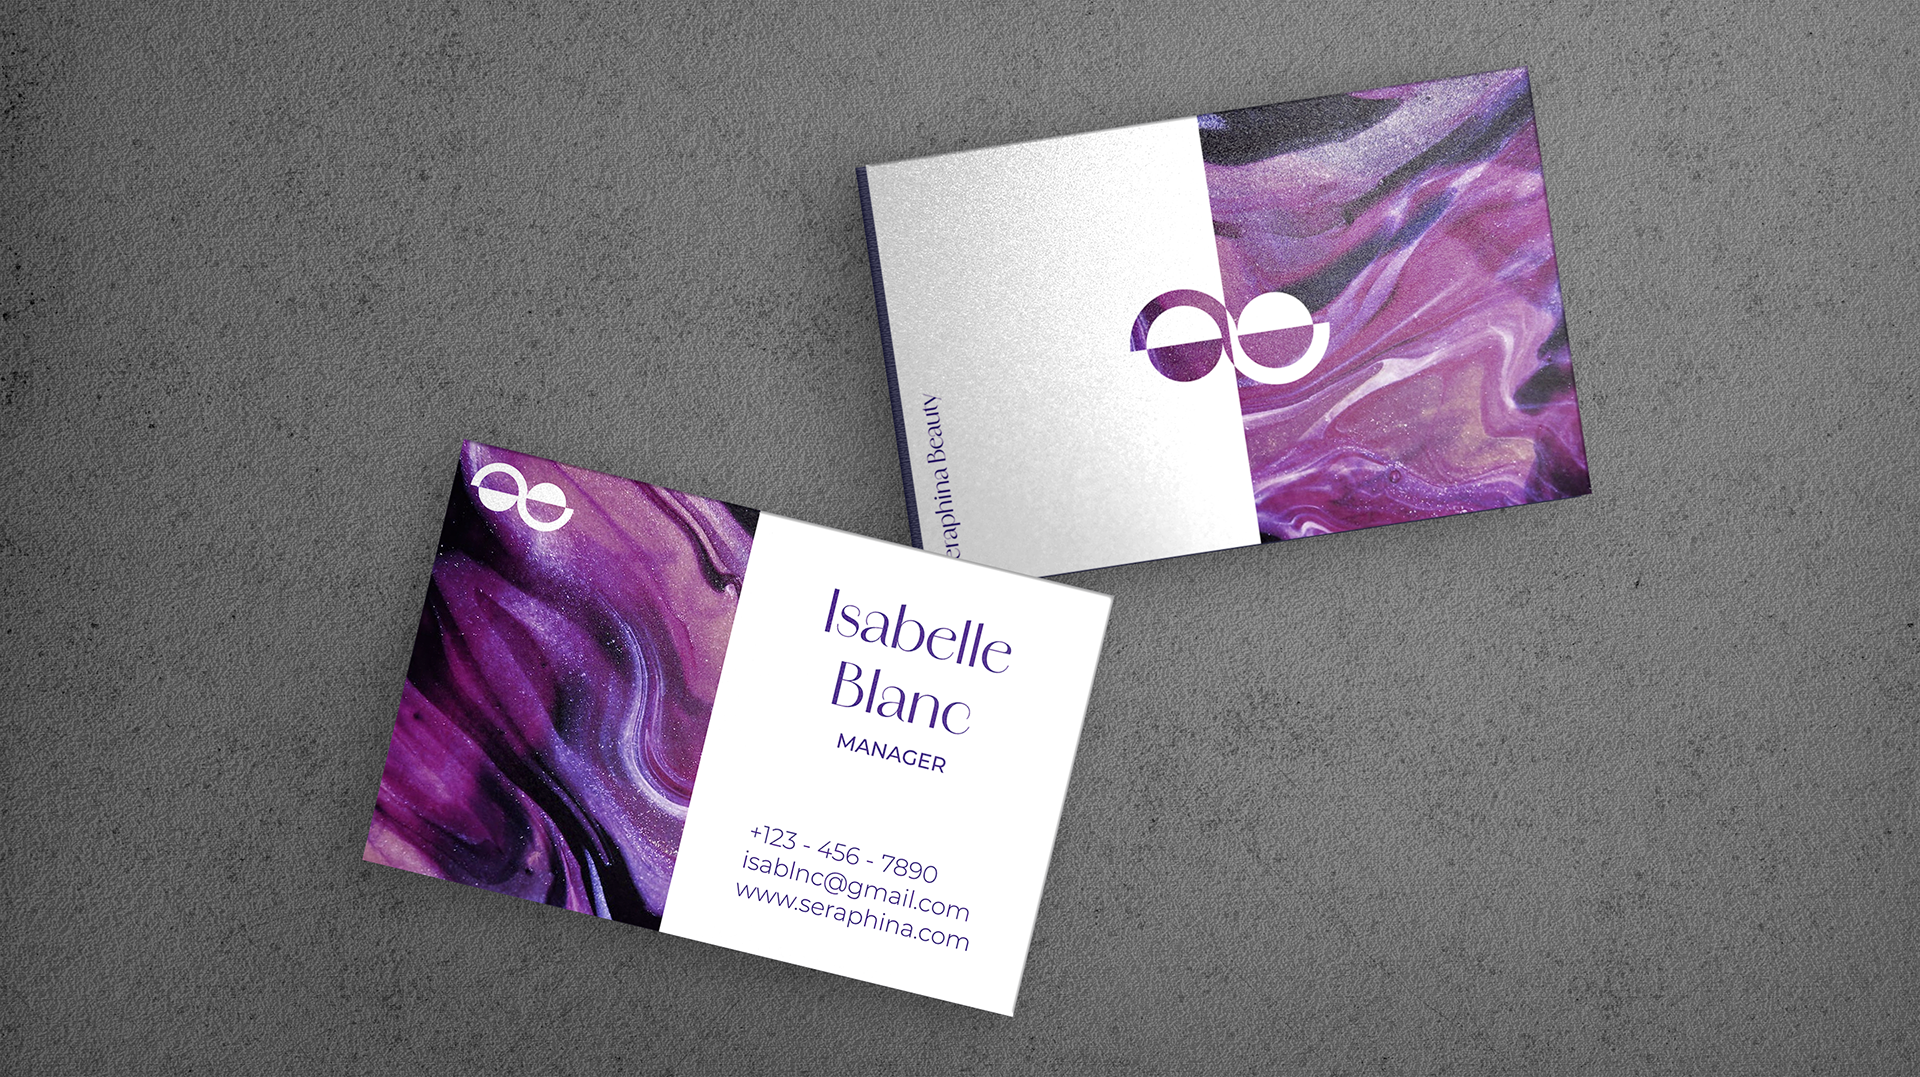 eraphina Beauty
Isabelle
Blanc
MANAGER
+123 - 456 - 7890
isablnc@gmail.com
www.seraphina.com